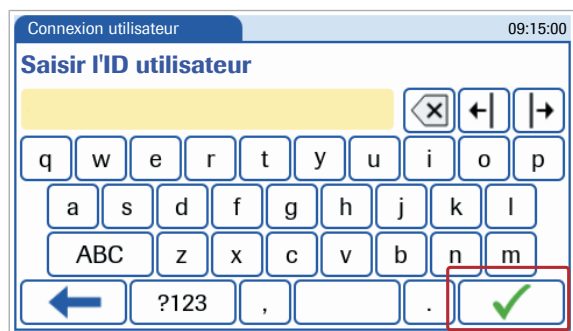 Connexion utilisateur 09:15:00
Saisir l'ID utilisateur
q w e r t y u i o p
a s d f g h j k l
ABC z x c v b n m
?123 , .